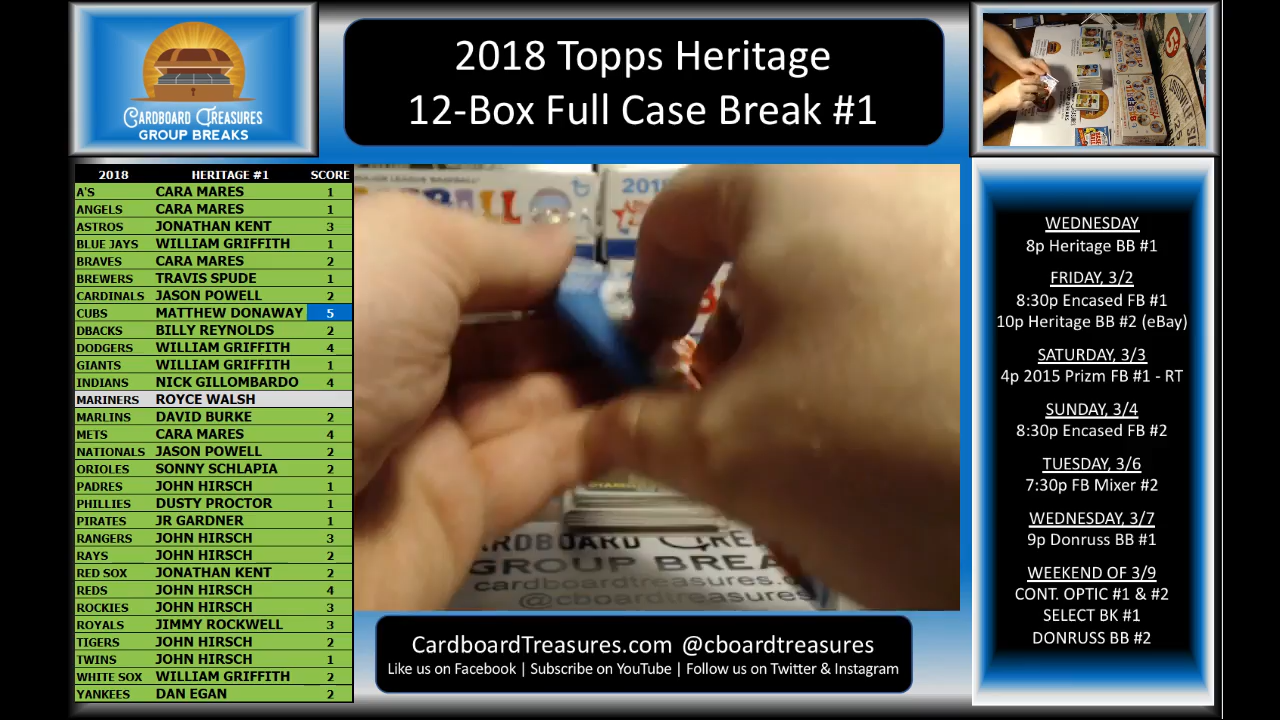 CARDBOARD TREASURES
GROUP BREAKS
2018 Topps Heritage
12-Box Full Case Break #1
2018 HERITAGE #1 SCORE
A'S CARA MARES 1
ANGELS CARA MARES 1
ASTROS JONATHAN KENT 3
BLUE JAYS WILLIAM GRIFFITH 1
BRAVES CARA MARES 2
BREWERS TRAVIS SPUDE 1
CARDINALS JASON POWELL 2
CUBS MATTHEW DONAWAY 5
DBACKS BILLY REYNOLDS 2
DODGERS WILLIAM GRIFFITH 4
GIANTS WILLIAM GRIFFITH 1
INDIANS NICK GILLOMBARDO 4
MARINERS ROYCE WALSH
MARLINS DAVID BURKE 2
METS CARA MARES 4
NATIONALS JASON POWELL 2
ORIOLES SONNY SCHLAPIA 2
PADRES JOHN HIRSCH 1
PHILLIES DUSTY PROCTOR 1
PIRATES JR GARDNER 1
RANGERS JOHN HIRSCH 3
RAYS JOHN HIRSCH 2
RED SOX JONATHAN KENT 2
REDS JOHN HIRSCH 4
ROCKIES JOHN HIRSCH 3
ROYALS JIMMY ROCKWELL 3
TIGERS JOHN HIRSCH 2
TWINS JOHN HIRSCH 1
WHITE SOX WILLIAM GRIFFITH 2
YANKEES DAN EGAN 2
2018
GROUP BREA
cardboardtreasures.
@cboardtreasures
CardboardTreasures.com @cboardtreasures
Like us on Facebook | Subscribe on YouTube | Follow us on Twitter & Instagram
WEDNESDAY
8p Heritage BB #1
FRIDAY, 3/2
8:30p Encased FB #1
10p Heritage BB #2 (eBay)
SATURDAY, 3/3
4p 2015 Prizm FB #1 - RT
SUNDAY, 3/4
8:30p Encased FB #2
TUESDAY, 3/6
7:30p FB Mixer #2
WEDNESDAY, 3/7
9p Donruss BB #1
WEEKEND OF 3/9
CONT. OPTIC #1 & #2
SELECT BK #1
DONRUSS BB #2